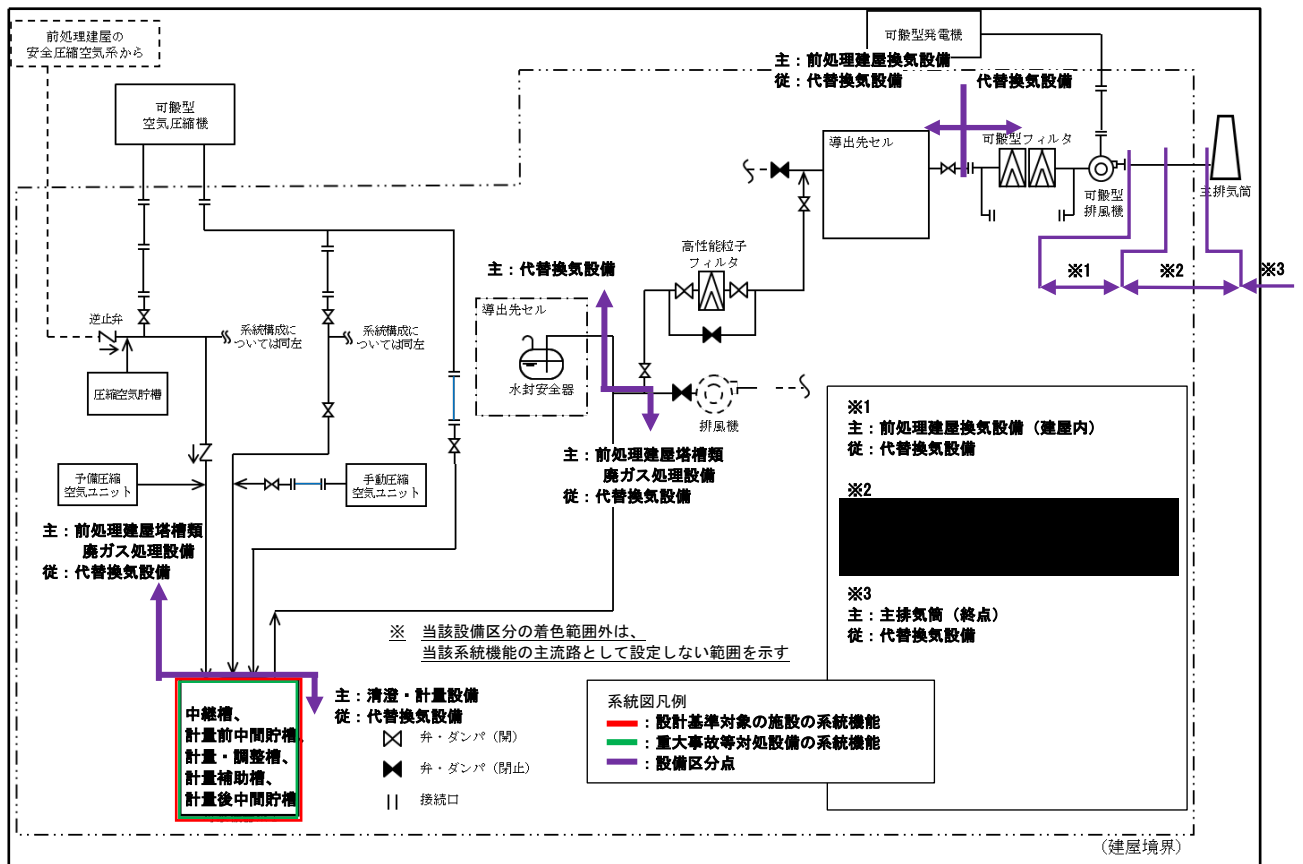 前処理建屋の
安全圧縮空気系から
可搬型
空気圧縮機
可搬型発電機
主：前処理建屋換気設備
従：代替換気設備
代替換気設備
導出先セル
可搬型フィルタ
可搬型
排風機
主排気筒
※1
※2
※3
高性能粒子
フィルタ
主：代替換気設備
導出先セル
水封安全器
排風機
逆止弁
系統構成に
ついては同左
系統構成に
ついては同左
圧縮空気貯槽
予備圧縮
空気ユニット
手動圧縮
空気ユニット
主：前処理建屋塔槽類
廃ガス処理設備
従：代替換気設備
主：前処理建屋塔槽類
廃ガス処理設備
従：代替換気設備
※1
主：前処理建屋換気設備（建屋内）
従：代替換気設備
※2
※3
主：主排気筒（終点）
従：代替換気設備
※　当該設備区分の着色範囲外は、
当該系統機能の主流路として設定しない範囲を示す
中継槽、
計量前中間貯槽、
計量・調整槽、
計量補助槽、
計量後中間貯槽
主：清澄・計量設備
従：代替換気設備
弁・ダンパ（開）
弁・ダンパ（閉止）
接続口
系統図凡例
：設計基準対象の施設の系統機能
：重大事故等対処設備の系統機能
：設備区分点
（建屋境界）